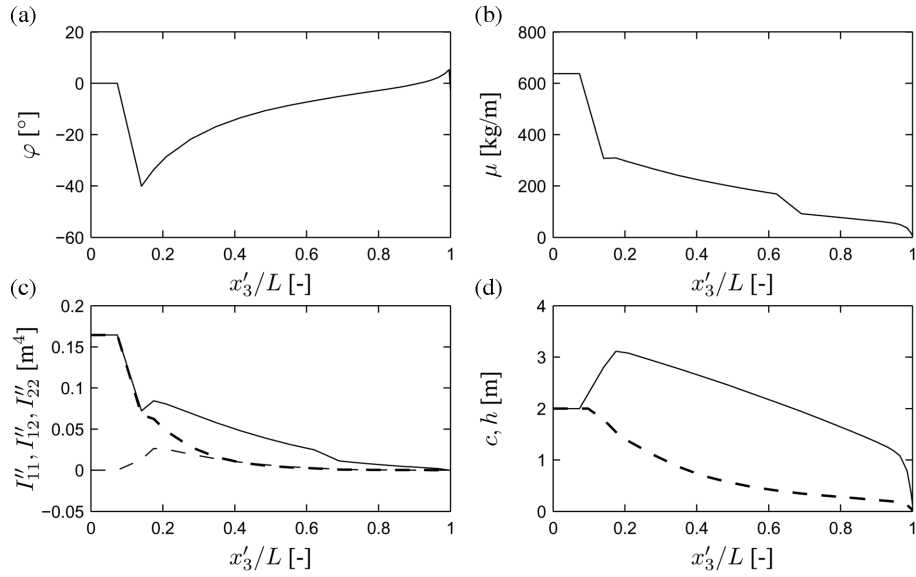 (a)
20
0
−20
−40
−60
φ [°]
0 0.2 0.4 0.6 0.8 1
x′₃/L [-]
(b)
800
600
400
200
0
μ [kg/m]
0 0.2 0.4 0.6 0.8 1
x′₃/L [-]
(c)
0.2
0.15
0.1
0.05
0
−0.05
I″₁₁, I″₁₂, I″₂₂ [m⁴]
0 0.2 0.4 0.6 0.8 1
x′₃/L [-]
(d)
4
3
2
1
0
c, h [m]
0 0.2 0.4 0.6 0.8 1
x′₃/L [-]